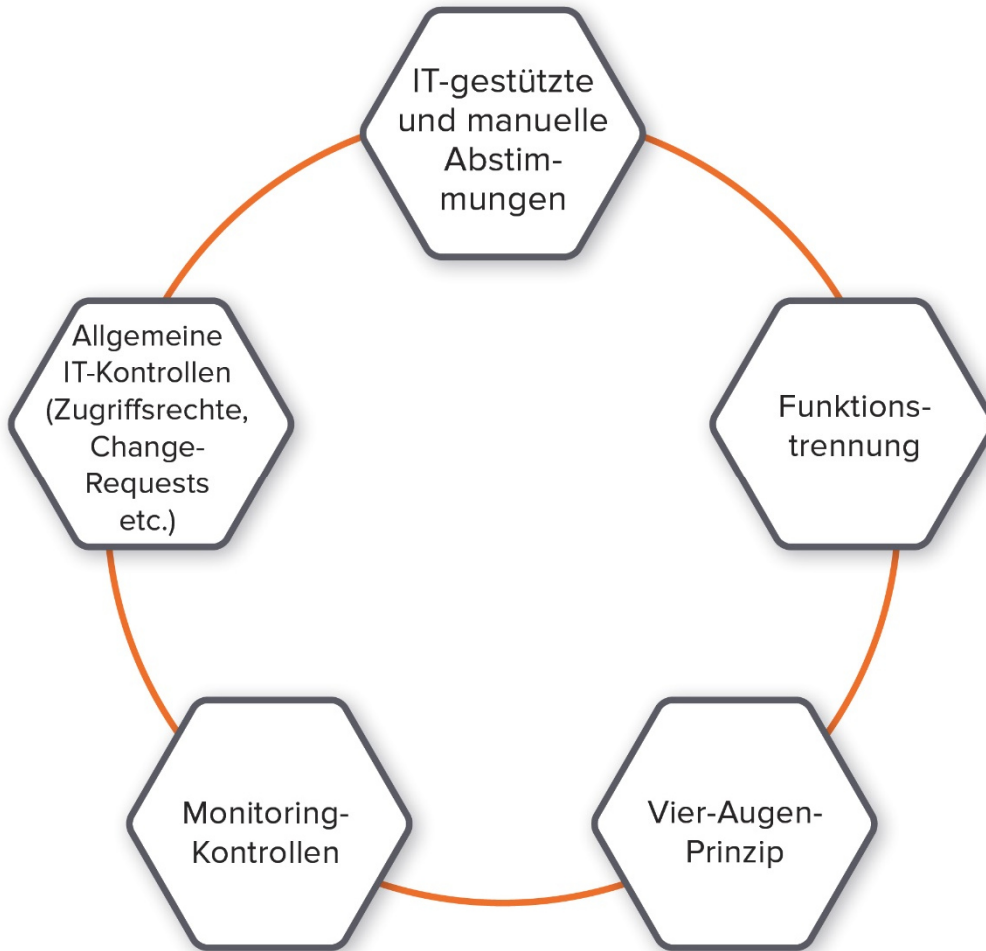 IT-gestützte
und manuelle
Abstim-
mungen
Allgemeine
IT-Kontrollen
(Zugriffsrechte,
Change-
Requests
etc.)
Funktions-
trennung
Monitoring-
Kontrollen
Vier-Augen-
Prinzip